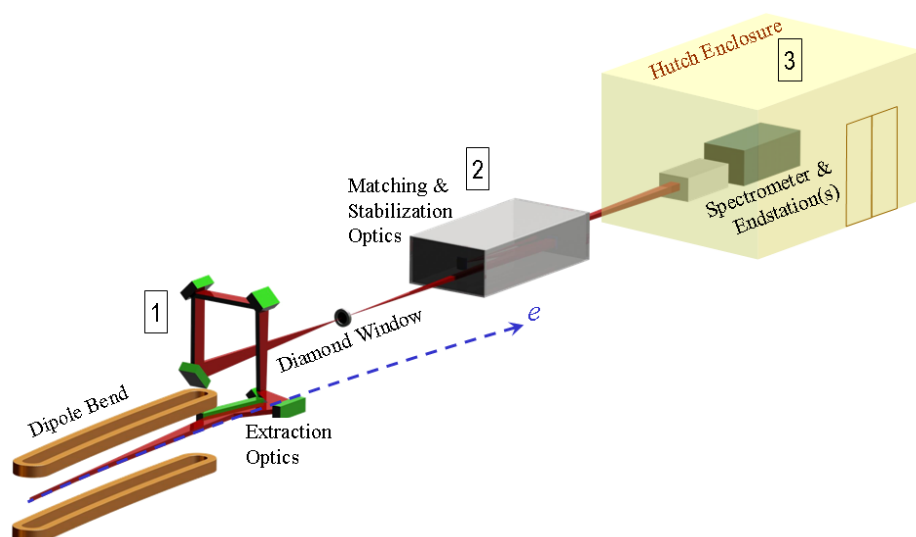 Hutch Enclosure
3
2
Matching &
Stabilization
Optics
Spectrometer &
Endstation(s)
1
e
Diamond Window
Dipole Bend
Extraction
Optics